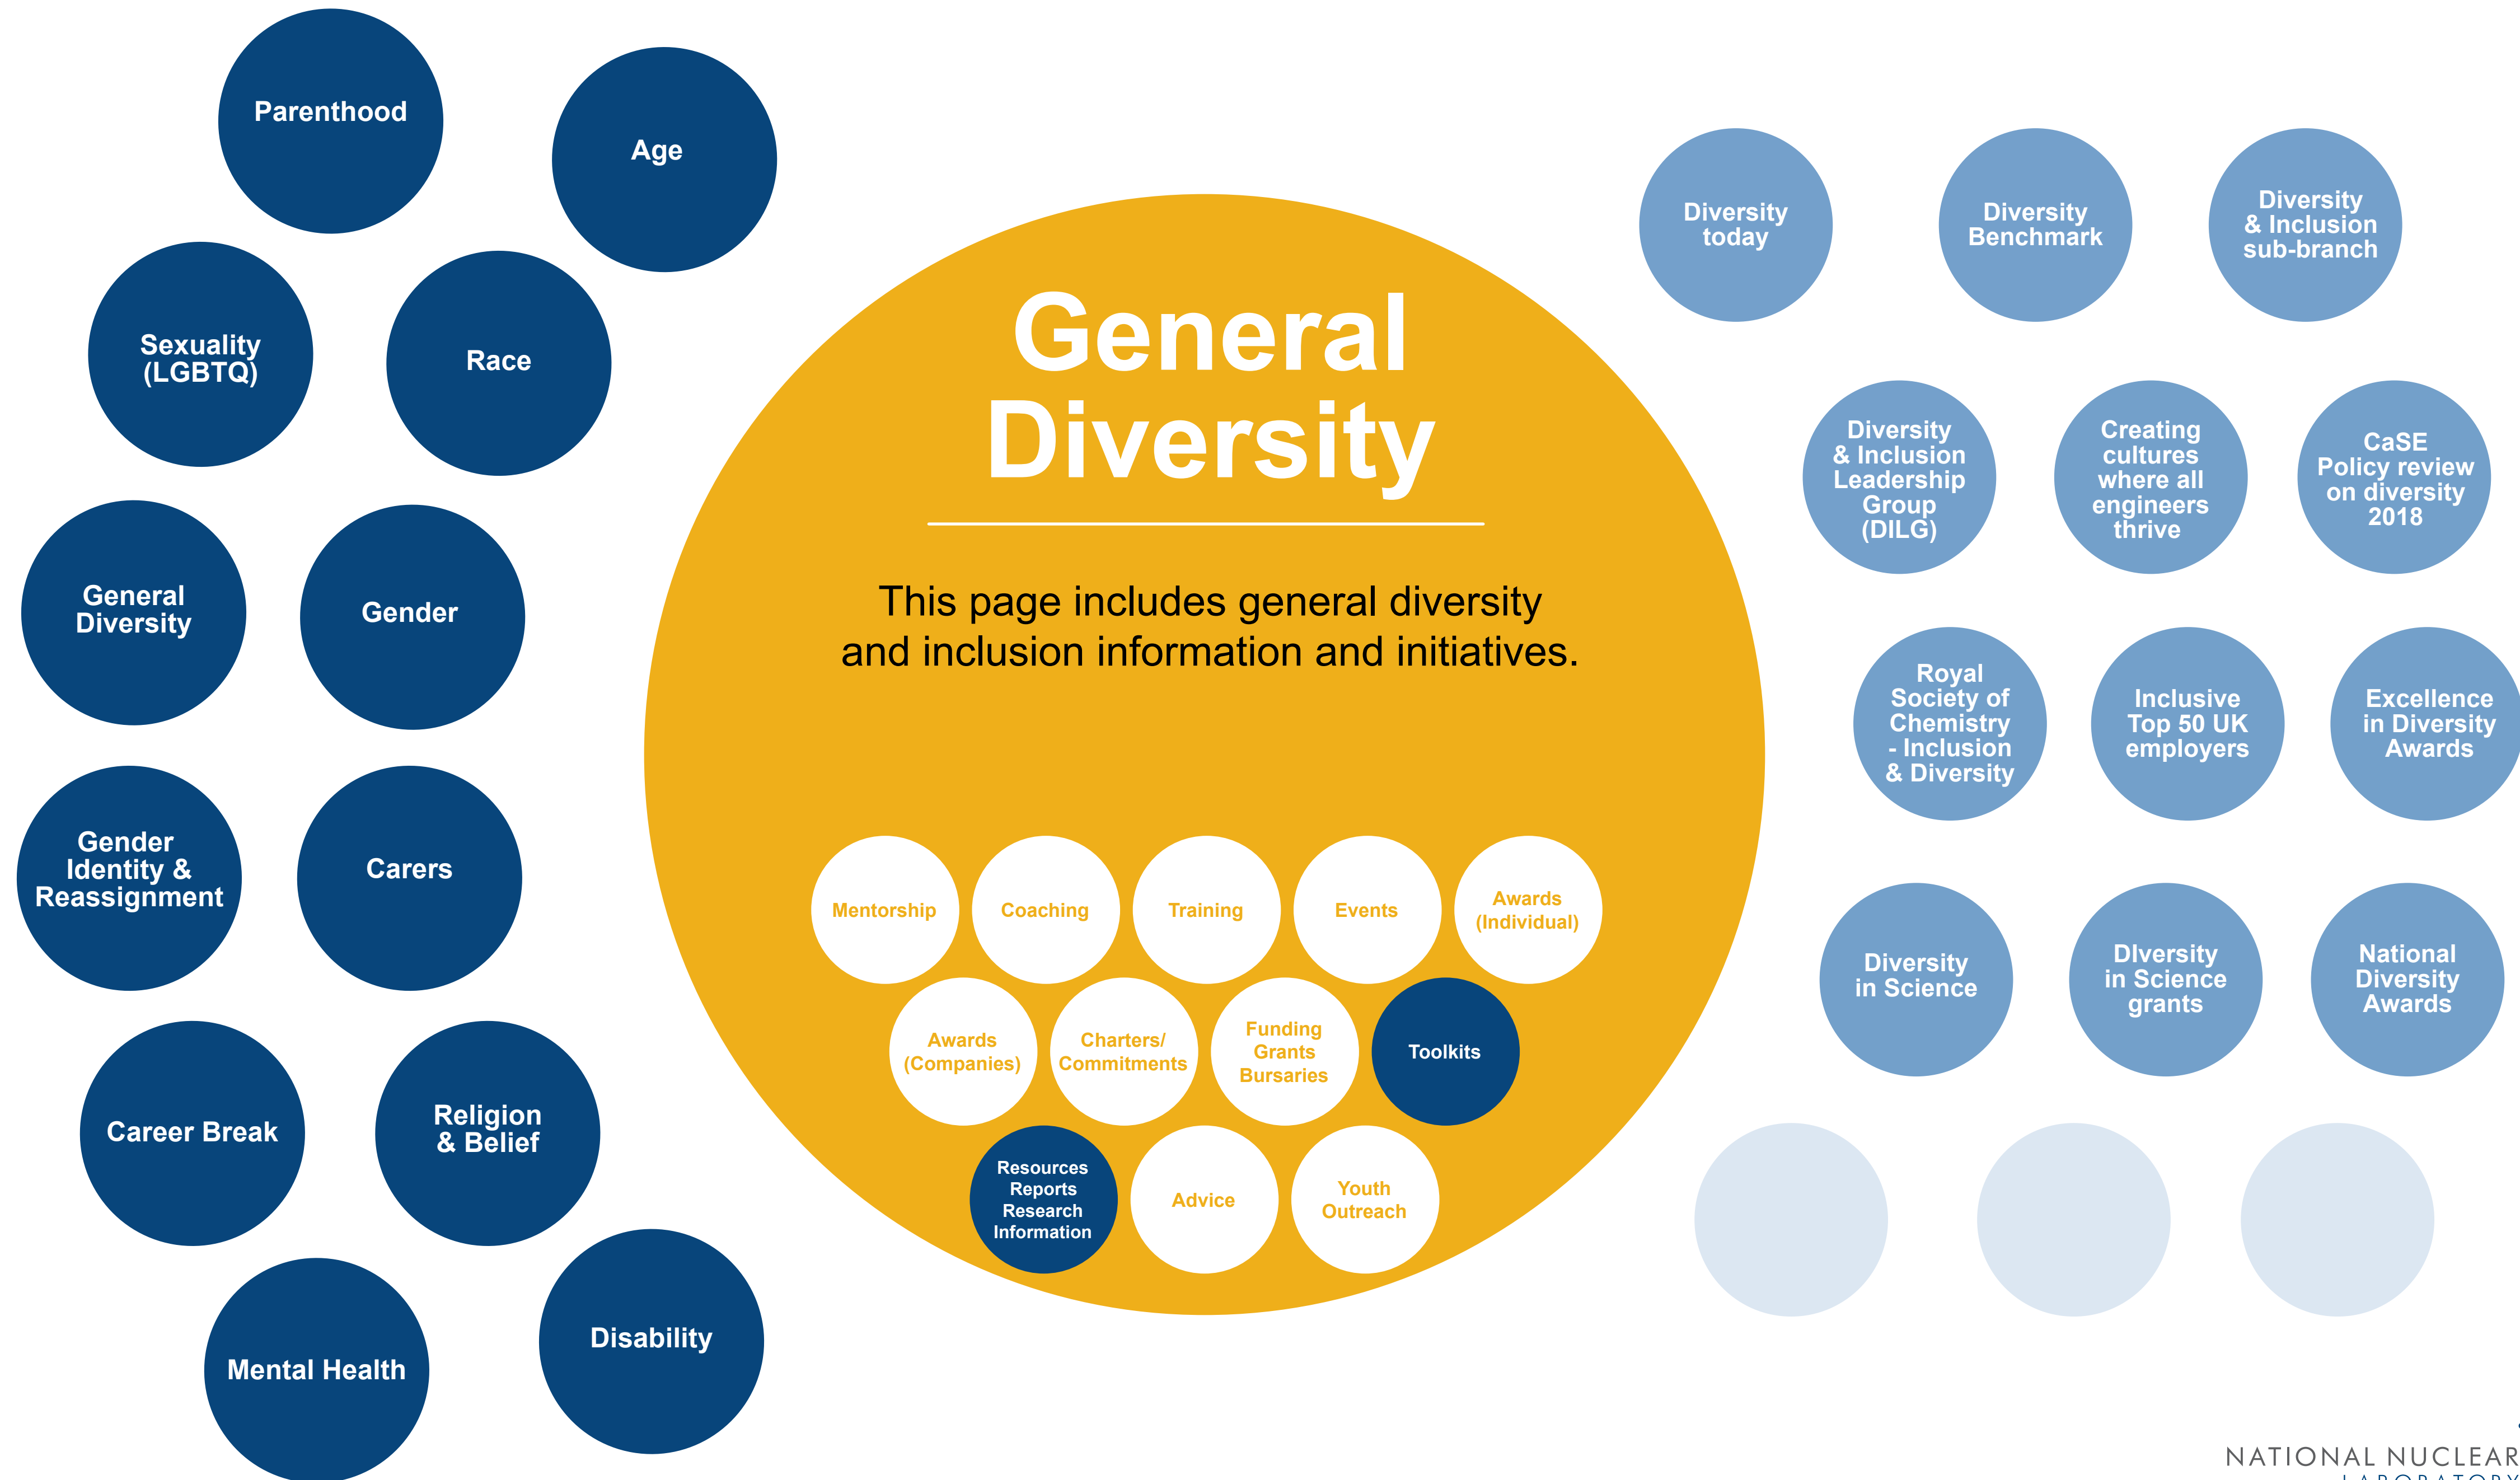 Parenthood
Age
Sexuality
(LGBTQ)
Race
General
Diversity
Gender
Gender
Identity &
Reassignment
Carers
Career Break
Religion
& Belief
Mental Health
Disability
General
Diversity
This page includes general diversity
and inclusion information and initiatives.
Mentorship
Coaching
Training
Events
Awards
(Individual)
Awards
(Companies)
Charters/
Commitments
Funding
Grants
Bursaries
Toolkits
Resources
Reports
Research
Information
Advice
Youth
Outreach
Diversity
today
Diversity
Benchmark
Diversity
& Inclusion
sub-branch
Diversity
& Inclusion
Leadership
Group
(DILG)
Creating
cultures
where all
engineers
thrive
CaSE
Policy review
on diversity
2018
Royal
Society of
Chemistry
- Inclusion
& Diversity
Inclusive
Top 50 UK
employers
Excellence
in Diversity
Awards
Diversity
in Science
DIversity
in Science
grants
National
Diversity
Awards
NATIONAL NUCLEAR
LABORATORY